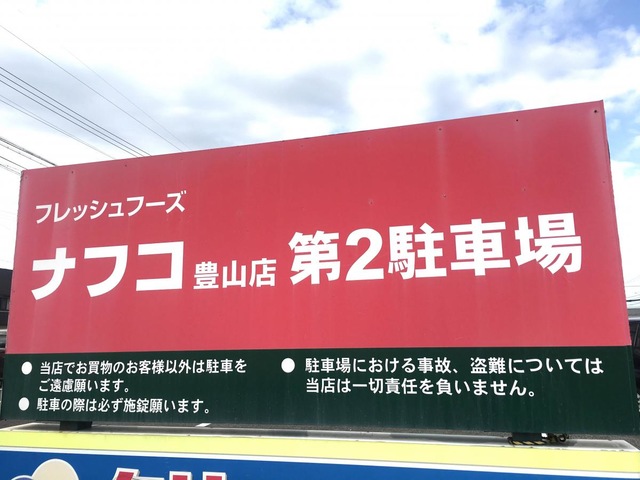 フレッシュフーズ
ナフコ 豊山店 第2駐車場
● 当店でお買物のお客様以外は駐車を
ご遠慮願います。
● 駐車の際は必ず施錠願います。
● 駐車場における事故、盗難については
当店は一切責任を負いません。